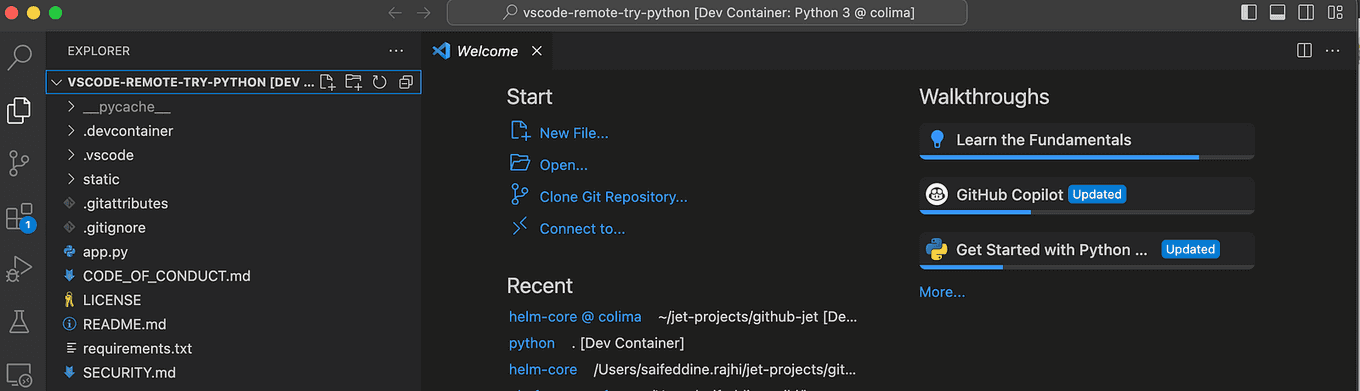 vscode-remote-try-python [Dev Container: Python 3 @ colima]
EXPLORER
VSCODE-REMOTE-TRY-PYTHON [DEV ...
__pycache__
.devcontainer
.vscode
static
.gitattributes
.gitignore
app.py
CODE_OF_CONDUCT.md
LICENSE
README.md
requirements.txt
SECURITY.md
1
Welcome
Start
New File...
Open...
Clone Git Repository...
Connect to...
Recent
helm-core @ colima ~/jet-projects/github-jet [De...
python . [Dev Container]
helm-core /Users/saifeddine.rajhi/jet-projects/git...
Walkthroughs
Learn the Fundamentals
GitHub Copilot Updated
Get Started with Python ... Updated
More...